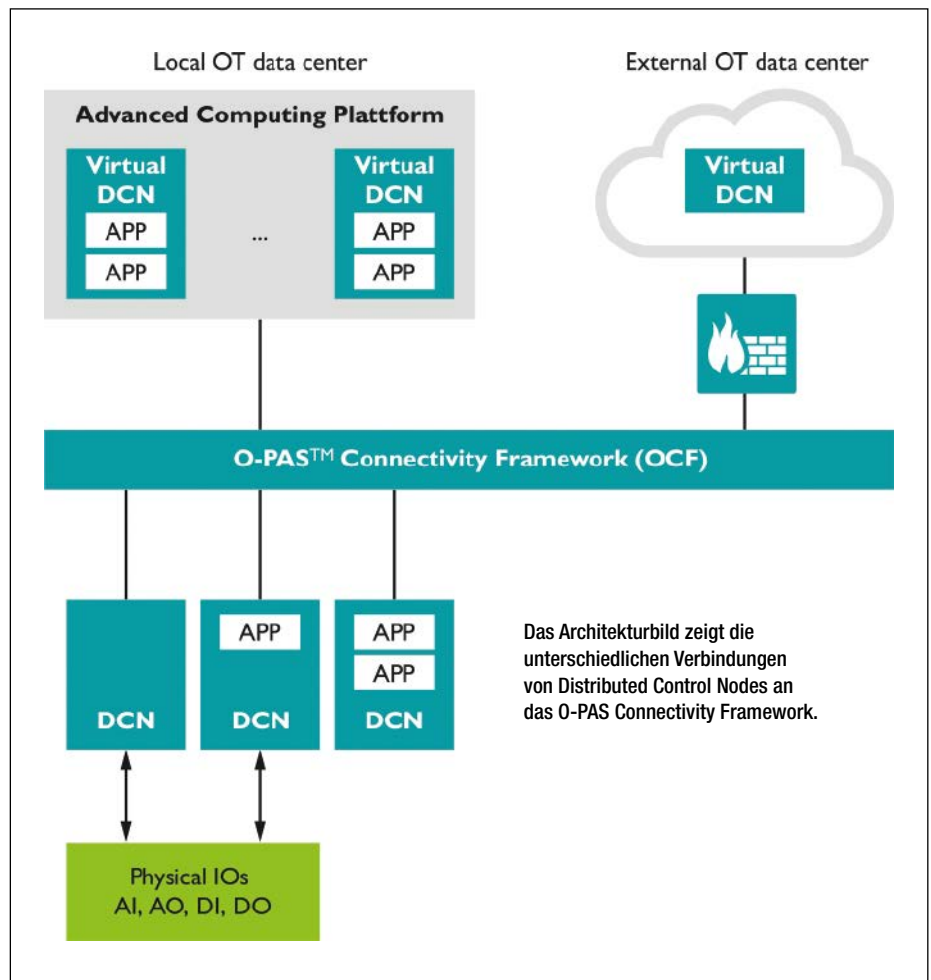 Local OT data center
External OT data center
Advanced Computing Plattform
Virtual
DCN
APP
APP
...
Virtual
DCN
APP
APP
Virtual
DCN
O-PAS™ Connectivity Framework (OCF)
DCN
APP
DCN
APP
APP
DCN
Das Architekturbild zeigt die
unterschiedlichen Verbindungen
von Distributed Control Nodes an
das O-PAS Connectivity Framework.
Physical IOs
AI, AO, DI, DO